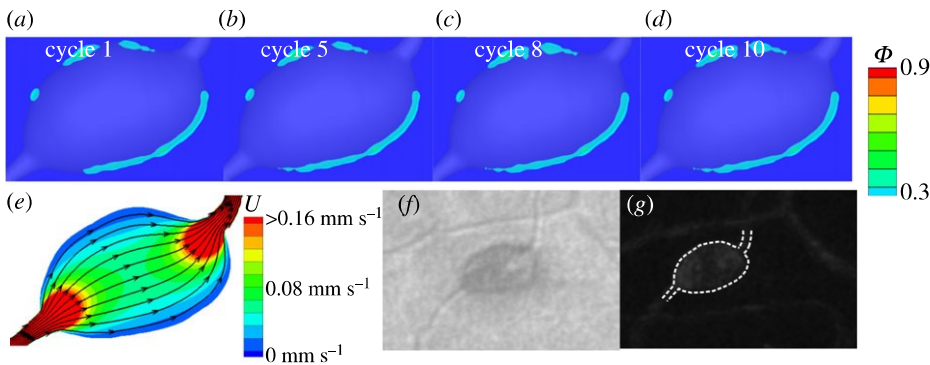 (a)
(b)
(c)
(d)
cycle 1
cycle 5
cycle 8
cycle 10
Φ
0.9
0.3
(e)
U
>0.16 mm s⁻¹
0.08 mm s⁻¹
0 mm s⁻¹
(f)
(g)